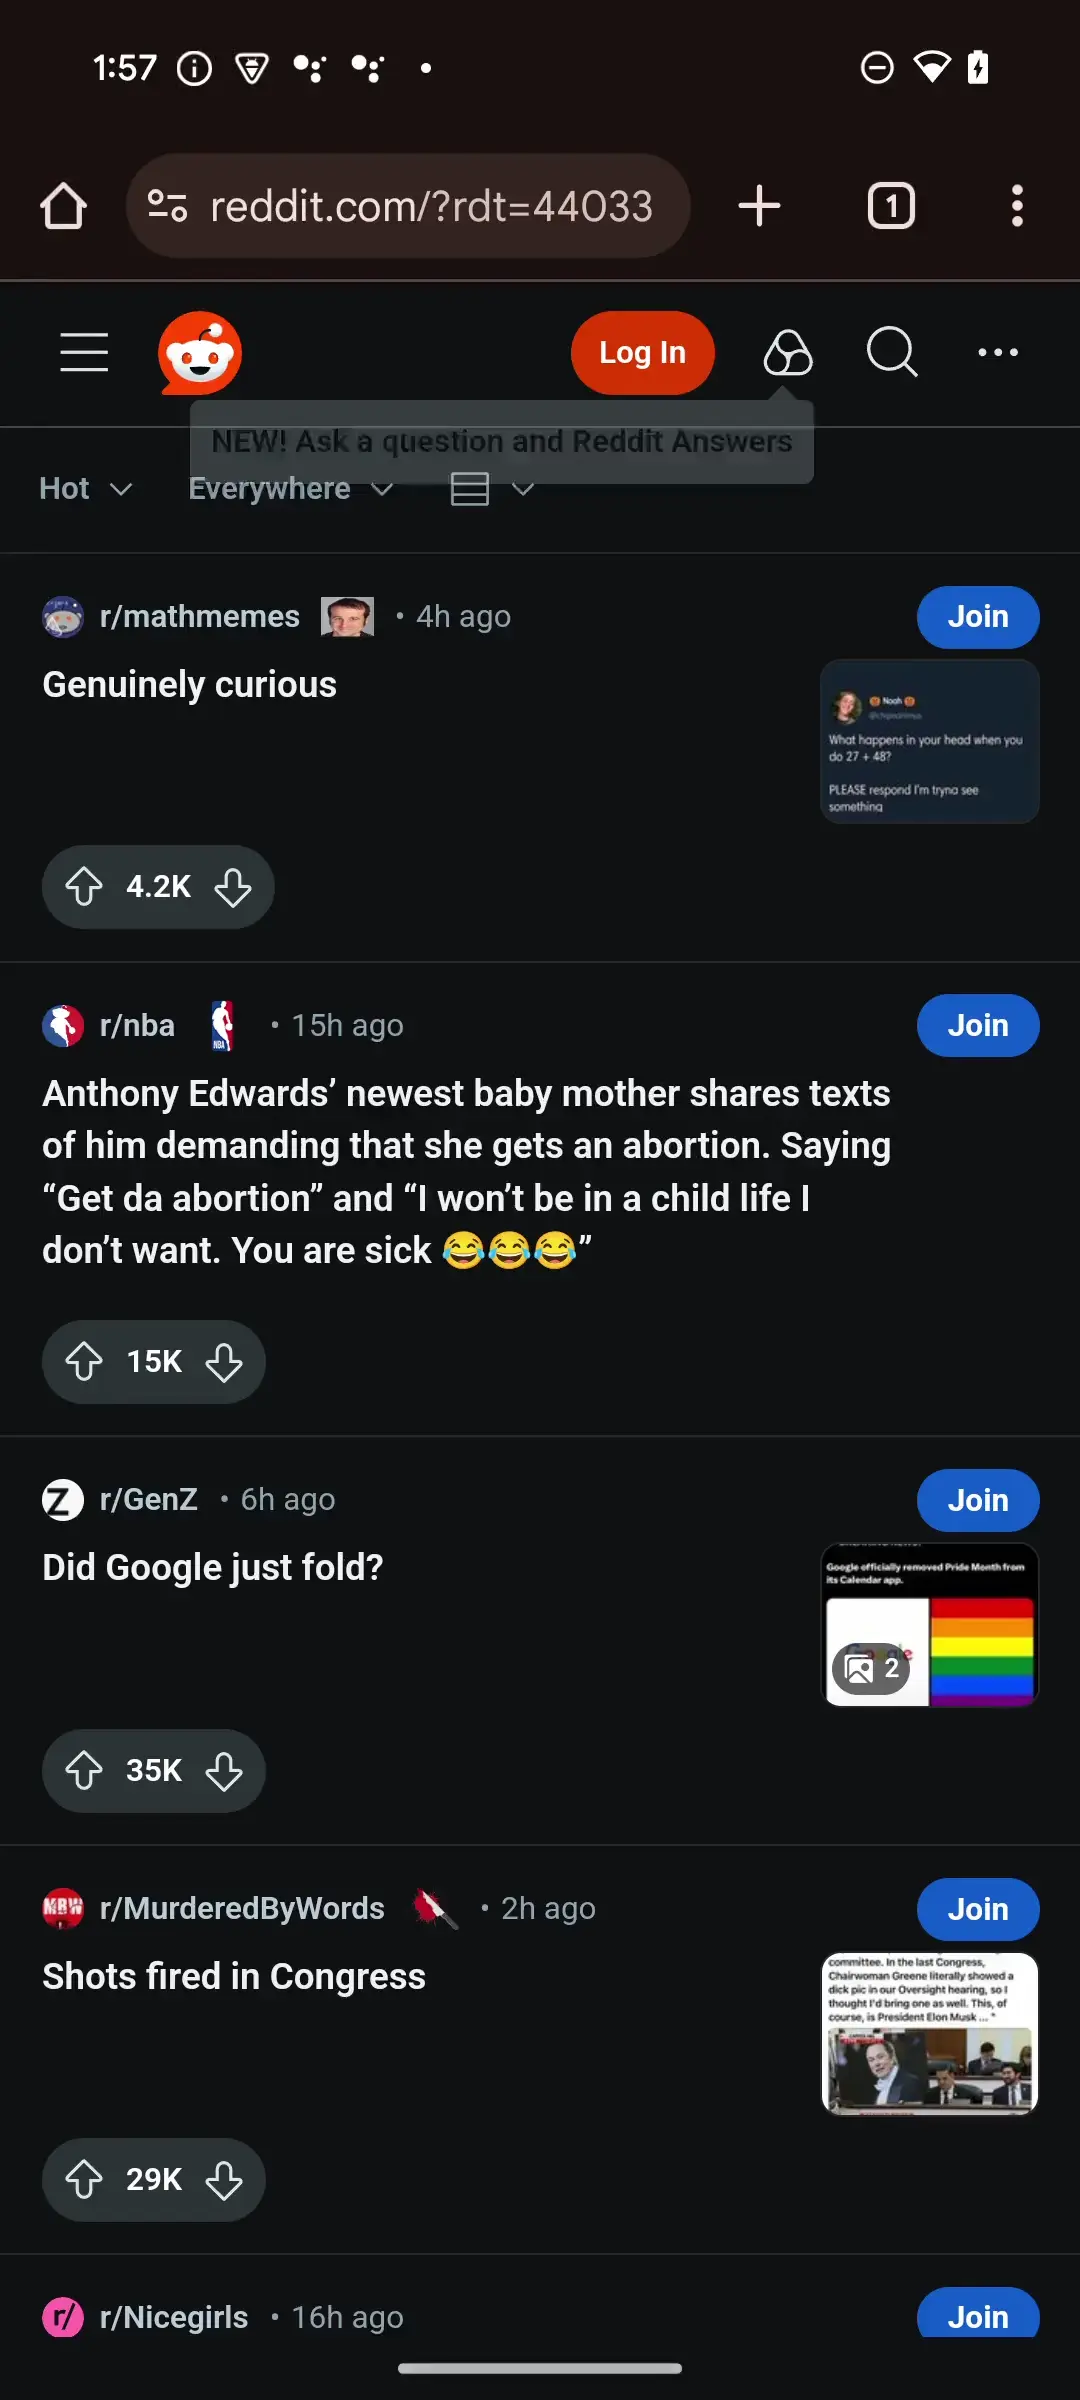 1:57
reddit.com/?rdt=44033
1
Log In
NEW! Ask a question and Reddit Answers
Hot
Everywhere
r/mathmemes • 4h ago
Join
Genuinely curious
Noah
What happens in your head when you
do 27 + 48?
PLEASE respond I'm tryna see
something
4.2K
r/nba • 15h ago
Join
NBA
Anthony Edwards’ newest baby mother shares texts
of him demanding that she gets an abortion. Saying
“Get da abortion” and “I won’t be in a child life I
don’t want. You are sick 😂😂😂”
15K
Z
r/GenZ • 6h ago
Join
Did Google just fold?
Google officially removed Pride Month from
its Calendar app.
2
35K
MBW
r/MurderedByWords • 2h ago
Join
Shots fired in Congress
committee. In the last Congress,
Chairwoman Greene literally showed a
dick pic in our Oversight hearing, so I
thought I'd bring one as well. This, of
course, is President Elon Musk ... "
29K
r/
r/Nicegirls • 16h ago
Join